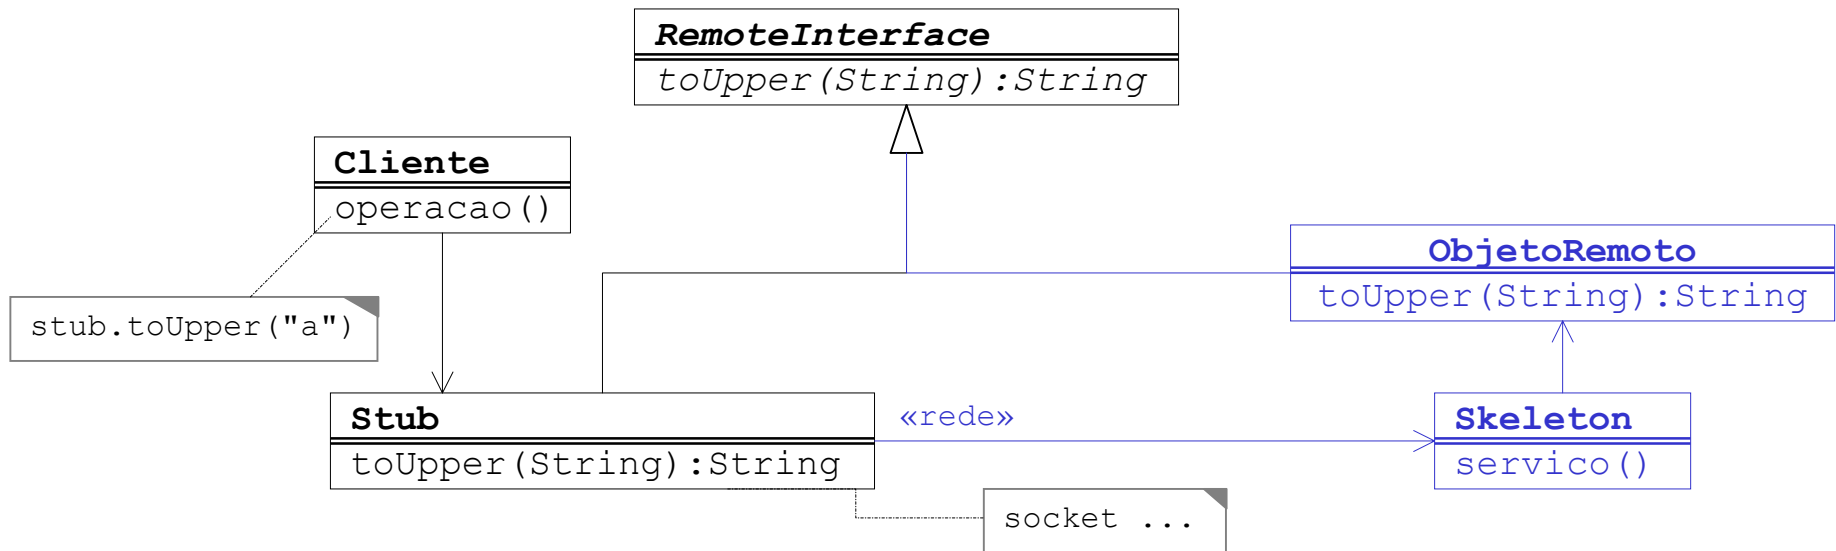 RemoteInterface
toUpper(String):String
Cliente
operacao()
ObjetoRemoto
toUpper(String):String
stub.toUpper("a")
Stub
toUpper(String):String
«rede»
Skeleton
servico()
socket ...